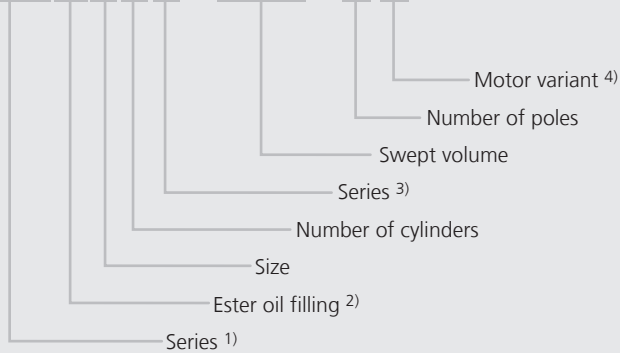 Motor variant 4)
Number of poles
Swept volume
Series 3)
Number of cylinders
Size
Ester oil filling 2)
Series 1)